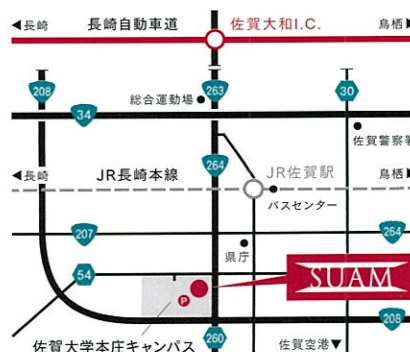 ◀長崎 長崎自動車道 佐賀大和I.C. 鳥栖▶
208 263 30
総合運動場
34
佐賀警察署
264
◀長崎 JR長崎本線 JR佐賀駅 鳥栖▶
バスセンター
207 264
県庁
54
SUAM
P
208
佐賀大学本庄キャンパス 260 佐賀空港▼